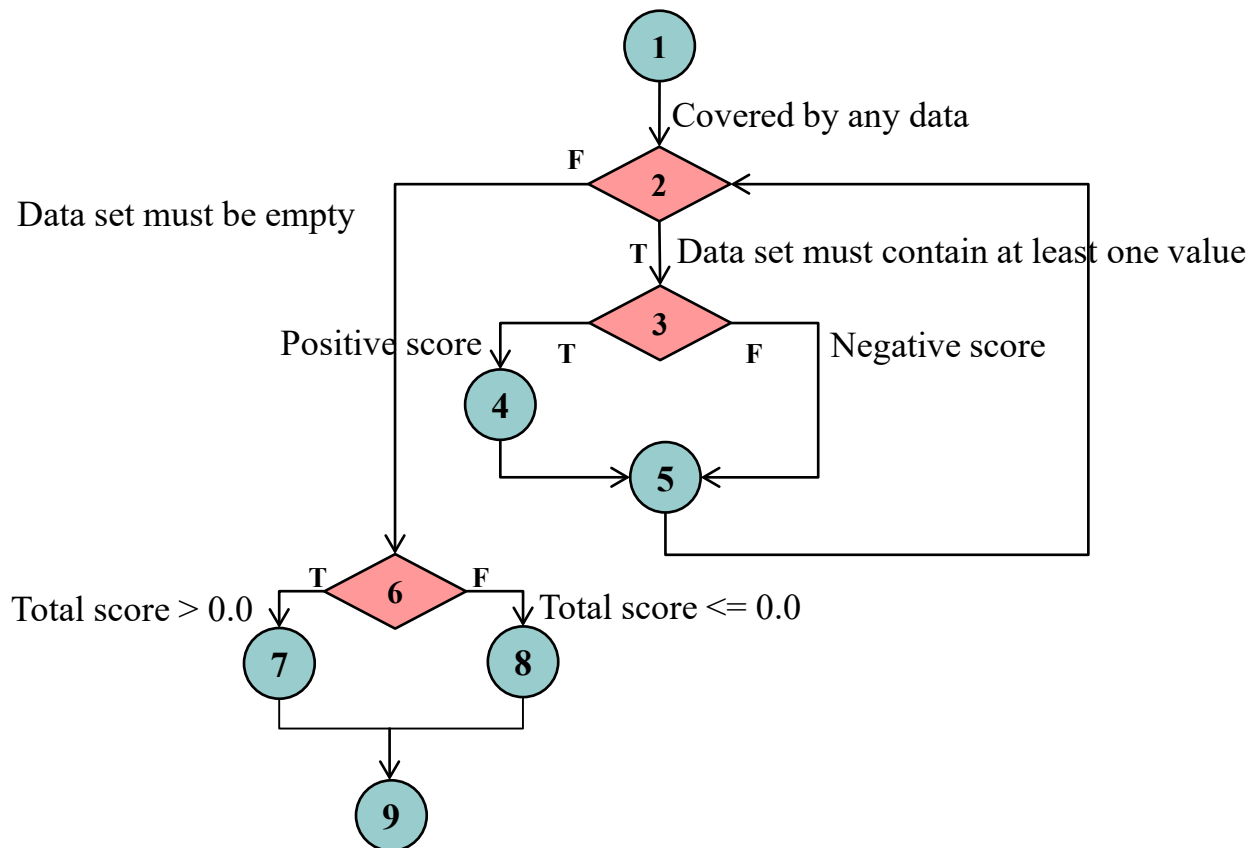 1
Covered by any data
F
2
Data set must be empty
T
Data set must contain at least one value
3
Positive score
T
F
Negative score
4
5
T
6
F
Total score > 0.0
Total score <= 0.0
7
8
9